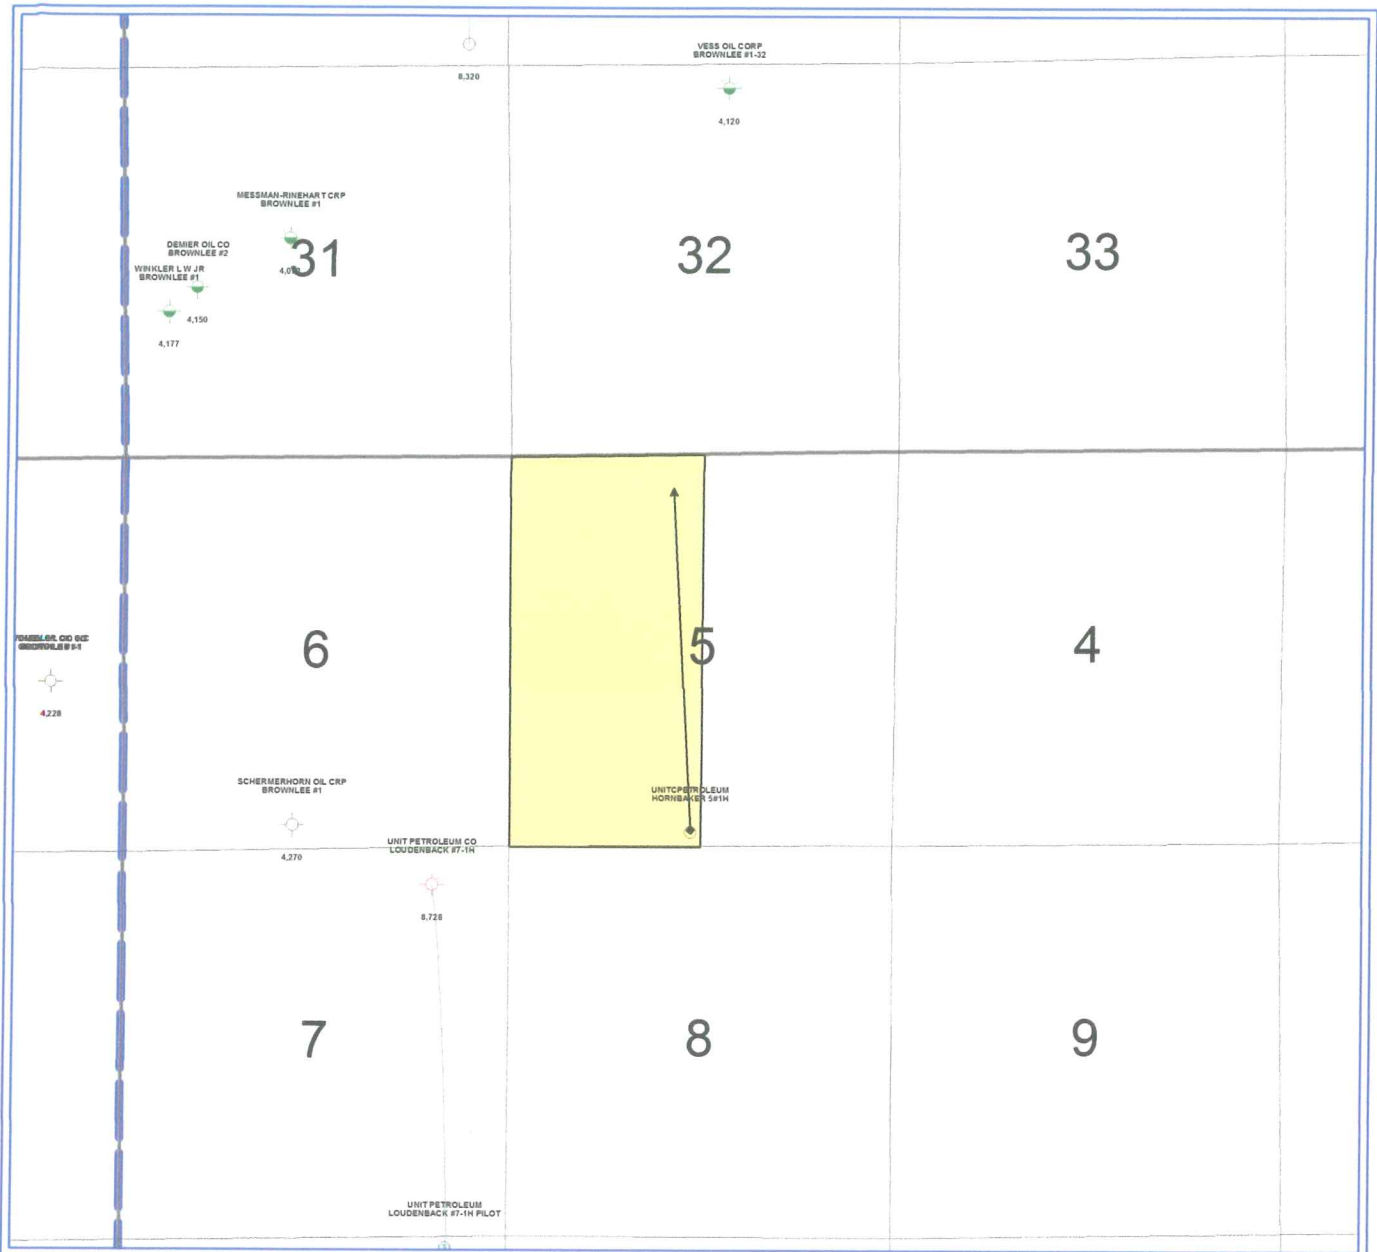 VESS OIL CORP
BROWNLEE #1-32
8,320
4,120
MESSMAN-RINEHART CRP
BROWNLEE #1
DEMIER OIL CO
BROWNLEE #2
31
32
33
WINKLER L W JR
BROWNLEE #1
4,150
4,177
6
5
4
4,228
SCHERMERHORN OIL CRP
BROWNLEE #1
HORNBAKER 5#1H
4,270
UNIT PETROLEUM CO
LOUDENBACK #7-1H
8,728
7
8
9
UNIT PETROLEUM
LOUDENBACK #7-1H PILOT